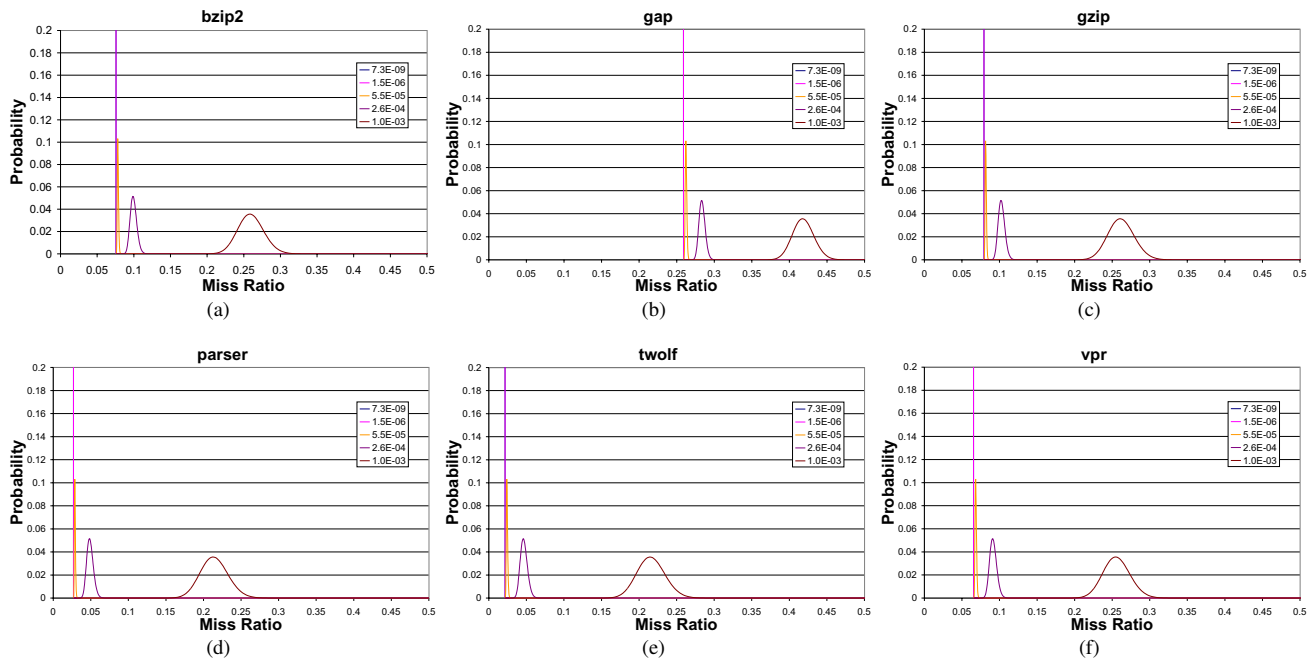 bzip2
0.2
0.18
0.16
0.14
0.12
0.1
0.08
0.06
0.04
0.02
0
Probability
7.3E-09
1.5E-06
5.5E-05
2.6E-04
1.0E-03
0 0.05 0.1 0.15 0.2 0.25 0.3 0.35 0.4 0.45 0.5
Miss Ratio
(a)
gap
0.2
0.18
0.16
0.14
0.12
0.1
0.08
0.06
0.04
0.02
0
Probability
7.3E-09
1.5E-06
5.5E-05
2.6E-04
1.0E-03
0 0.05 0.1 0.15 0.2 0.25 0.3 0.35 0.4 0.45 0.5
Miss Ratio
(b)
gzip
0.2
0.18
0.16
0.14
0.12
0.1
0.08
0.06
0.04
0.02
0
Probability
7.3E-09
1.5E-06
5.5E-05
2.6E-04
1.0E-03
0 0.05 0.1 0.15 0.2 0.25 0.3 0.35 0.4 0.45 0.5
Miss Ratio
(c)
parser
0.2
0.18
0.16
0.14
0.12
0.1
0.08
0.06
0.04
0.02
0
Probability
7.3E-09
1.5E-06
5.5E-05
2.6E-04
1.0E-03
0 0.05 0.1 0.15 0.2 0.25 0.3 0.35 0.4 0.45 0.5
Miss Ratio
(d)
twolf
0.2
0.18
0.16
0.14
0.12
0.1
0.08
0.06
0.04
0.02
0
Probability
7.3E-09
1.5E-06
5.5E-05
2.6E-04
1.0E-03
0 0.05 0.1 0.15 0.2 0.25 0.3 0.35 0.4 0.45 0.5
Miss Ratio
(e)
vpr
0.2
0.18
0.16
0.14
0.12
0.1
0.08
0.06
0.04
0.02
0
Probability
7.3E-09
1.5E-06
5.5E-05
2.6E-04
1.0E-03
0 0.05 0.1 0.15 0.2 0.25 0.3 0.35 0.4 0.45 0.5
Miss Ratio
(f)